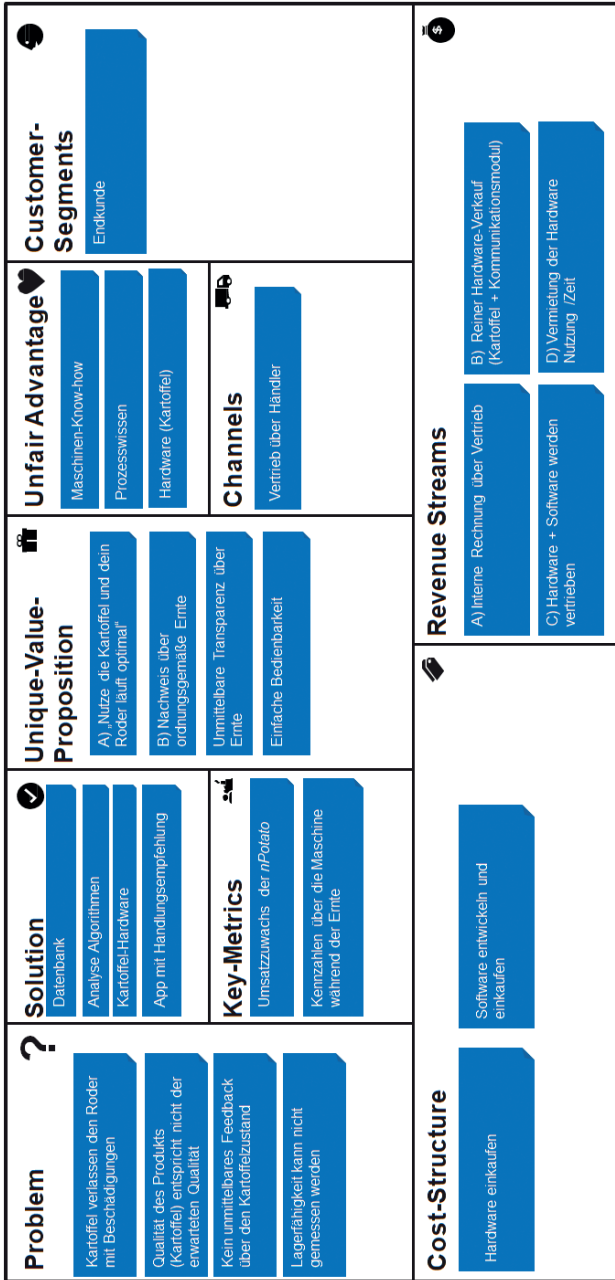 Problem
?
Kartoffel verlassen den Roder
mit Beschädigungen
Qualität des Produkts
(Kartoffel) entspricht nicht der
erwarteten Qualität
Kein unmittelbares Feedback
über den Kartoffelzustand
Lagerfähigkeit kann nicht
gemessen werden
Solution
Datenbank
Analyse Algorithmen
Kartoffel-Hardware
App mit Handlungsempfehlung
Key-Metrics
Umsatzzuwachs der nPotato
Kennzahlen über die Maschine
während der Ernte
Unique-Value-
Proposition
A) „Nutze die Kartoffel und dein
Roder läuft optimal"
B) Nachweis über
ordnungsgemäße Ernte
Unmittelbare Transparenz über
Ernte
Einfache Bedienbarkeit
Unfair Advantage
Maschinen-Know-how
Prozesswissen
Hardware (Kartoffel)
Channels
Vertrieb über Händler
Customer-
Segments
Endkunde
Cost-Structure
Hardware einkaufen
Software entwickeln und
einkaufen
Revenue Streams
$
A) Interne Rechnung über Vertrieb
B) Reiner Hardware-Verkauf
(Kartoffel + Kommunikationsmodul)
C) Hardware + Software werden
vertrieben
D) Vermietung der Hardware
Nutzung /Zeit